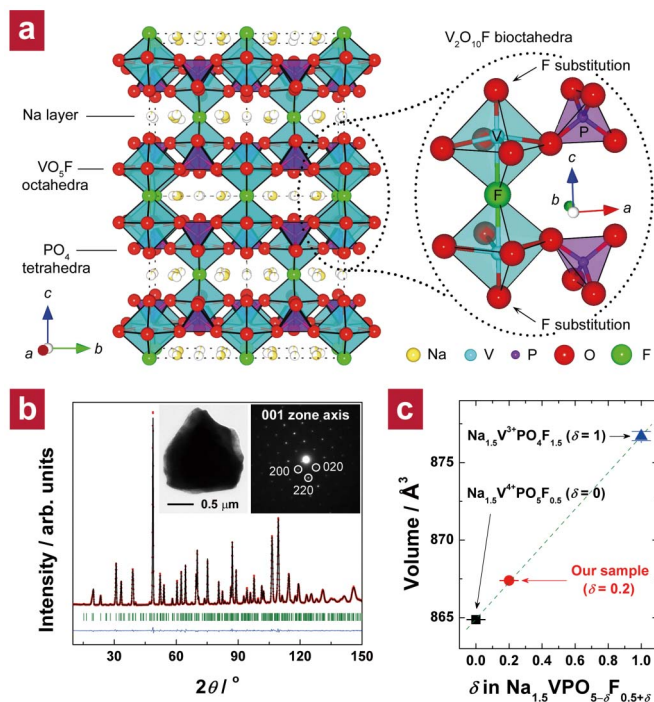 a
V₂O₁₀F bioctahedra
F substitution
Na layer
VO₅F
octahedra
PO₄
tetrahedra
V
P
F
c
b
a
F substitution
c
a
b
Na
V
P
O
F
b
Intensity / arb. units
0.5 μm
001 zone axis
200
020
220
30
60
90
120
150
2θ / °
c
Volume / Å³
877
875
870
865
Na₁.₅V³⁺PO₄F₁.₅ (δ = 1)
Na₁.₅V⁴⁺PO₅F₀.₅ (δ = 0)
Our sample
(δ = 0.2)
0.0
0.2
0.4
0.6
0.8
1.0
δ in Na₁.₅VPO₅₋δF₀.₅₊δ